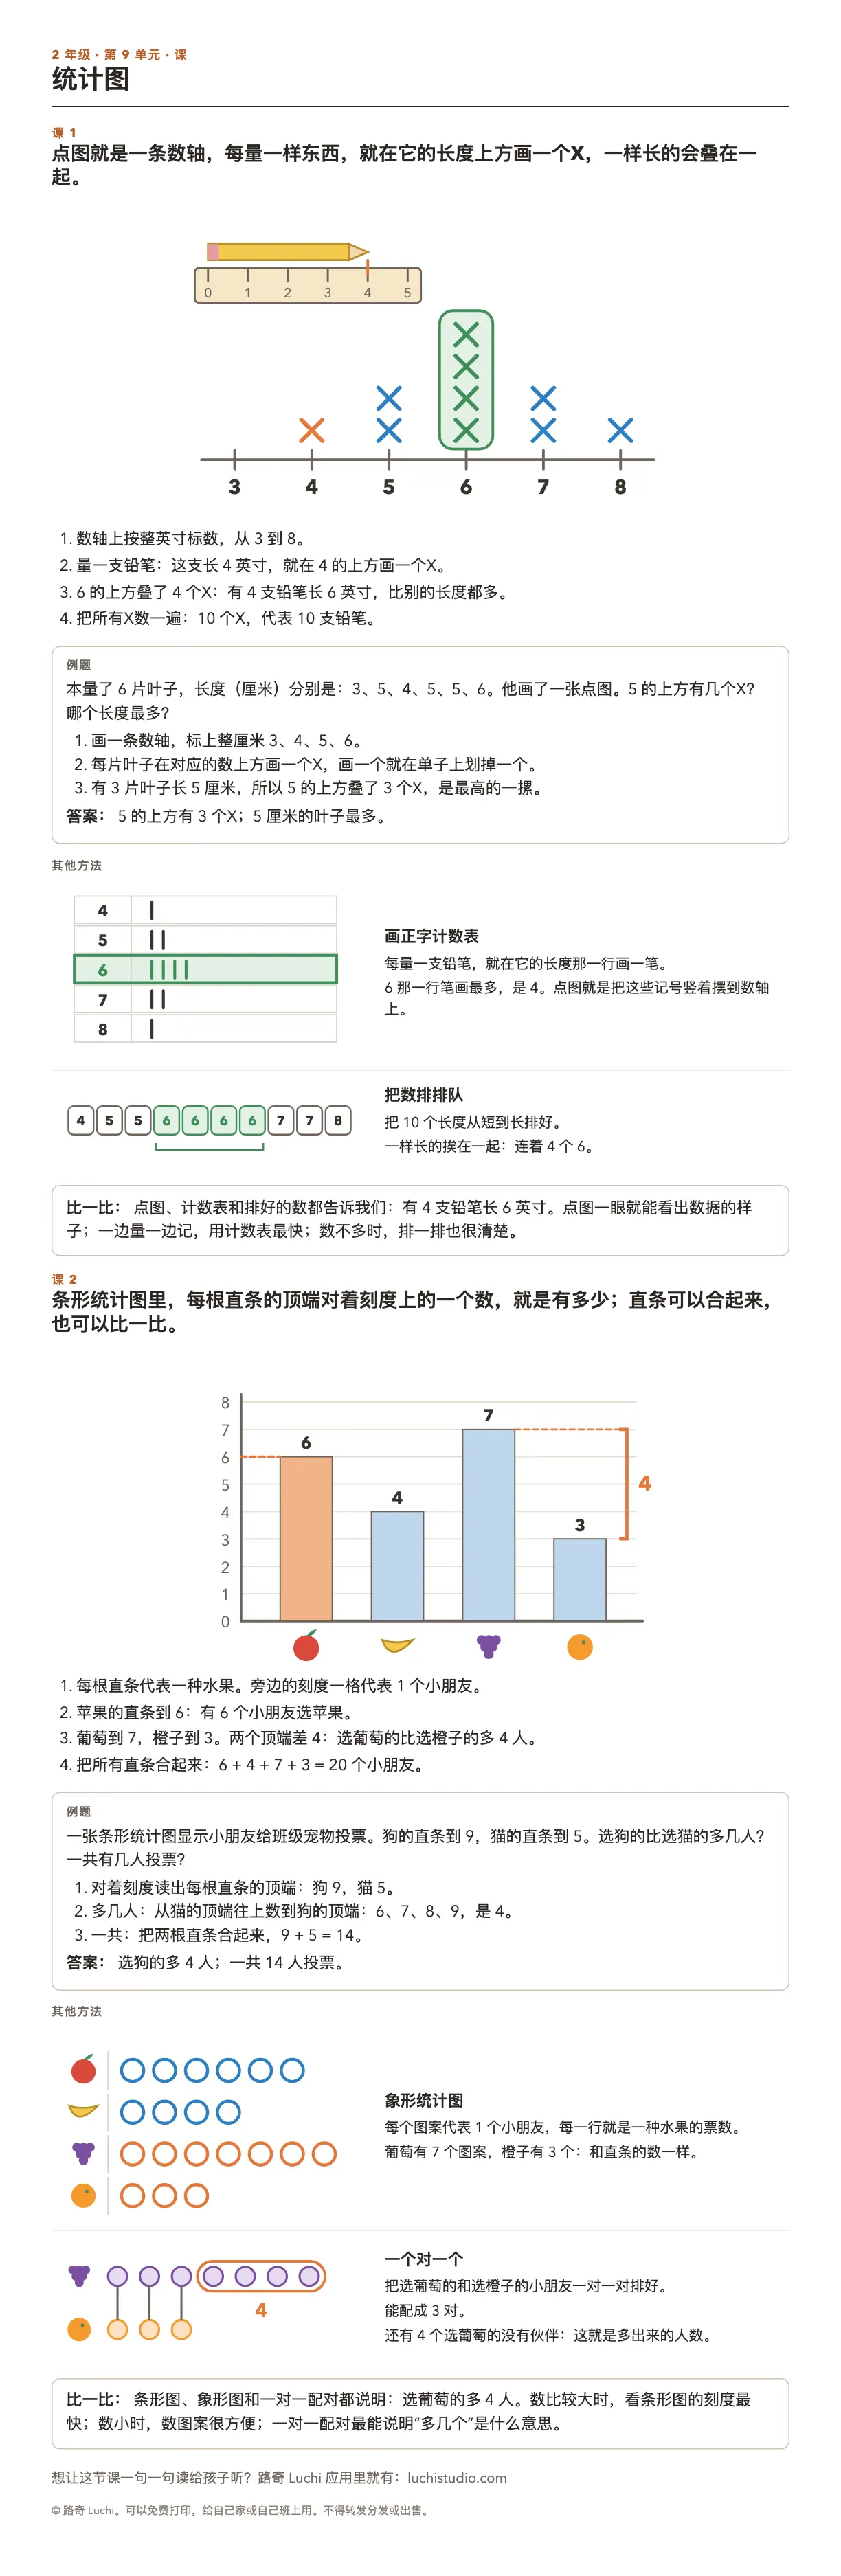 2 年级 · 第 9 单元 · 课
统计图
课 1
点图就是一条数轴，每量一样东西，就在它的长度上方画一个X，一样长的会叠在一
起。
0 1 2 3 4 5
3 4 5 6 7 8
1. 数轴上按整英寸标数，从 3 到 8。
2. 量一支铅笔：这支长 4 英寸，就在 4 的上方画一个X。
3. 6 的上方叠了 4 个X：有 4 支铅笔长 6 英寸，比别的长度都多。
4. 把所有X数一遍：10 个X，代表 10 支铅笔。
例题
本量了 6 片叶子，长度（厘米）分别是：3、5、4、5、5、6。他画了一张点图。5 的上方有几个X？
哪个长度最多？
1. 画一条数轴，标上整厘米 3、4、5、6。
2. 每片叶子在对应的数上方画一个X，画一个就在单子上划掉一个。
3. 有 3 片叶子长 5 厘米，所以 5 的上方叠了 3 个X，是最高的一摞。
答案： 5 的上方有 3 个X；5 厘米的叶子最多。
其他方法
4
5
6
7
8
画正字计数表
每量一支铅笔，就在它的长度那一行画一笔。
6 那一行笔画最多，是 4。点图就是把这些记号竖着摆到数轴
上。
4 5 5 6 6 6 6 7 7 8
把数排排队
把 10 个长度从短到长排好。
一样长的挨在一起：连着 4 个 6。
比一比： 点图、计数表和排好的数都告诉我们：有 4 支铅笔长 6 英寸。点图一眼就能看出数据的样
子；一边量一边记，用计数表最快；数不多时，排一排也很清楚。
课 2
条形统计图里，每根直条的顶端对着刻度上的一个数，就是有多少；直条可以合起来，
也可以比一比。
8
7
6
5
4
3
2
1
0
6
4
7
3
4
1. 每根直条代表一种水果。旁边的刻度一格代表 1 个小朋友。
2. 苹果的直条到 6：有 6 个小朋友选苹果。
3. 葡萄到 7，橙子到 3。两个顶端差 4：选葡萄的比选橙子的多 4 人。
4. 把所有直条合起来：6 + 4 + 7 + 3 = 20 个小朋友。
例题
一张条形统计图显示小朋友给班级宠物投票。狗的直条到 9，猫的直条到 5。选狗的比选猫的多几人？
一共有几人投票？
1. 对着刻度读出每根直条的顶端：狗 9，猫 5。
2. 多几人：从猫的顶端往上数到狗的顶端：6、7、8、9，是 4。
3. 一共：把两根直条合起来，9 + 5 = 14。
答案： 选狗的多 4 人；一共 14 人投票。
其他方法
象形统计图
每个图案代表 1 个小朋友，每一行就是一种水果的票数。
葡萄有 7 个图案，橙子有 3 个：和直条的数一样。
4
一个对一个
把选葡萄的和选橙子的小朋友一对一对排好。
能配成 3 对。
还有 4 个选葡萄的没有伙伴：这就是多出来的人数。
比一比： 条形图、象形图和一对一配对都说明：选葡萄的多 4 人。数比较大时，看条形图的刻度最
快；数小时，数图案很方便；一对一配对最能说明“多几个”是什么意思。
想让这节课一句一句读给孩子听？路奇 Luchi 应用里就有：luchistudio.com
© 路奇 Luchi。可以免费打印，给自己家或自己班上用。不得转发分发或出售。